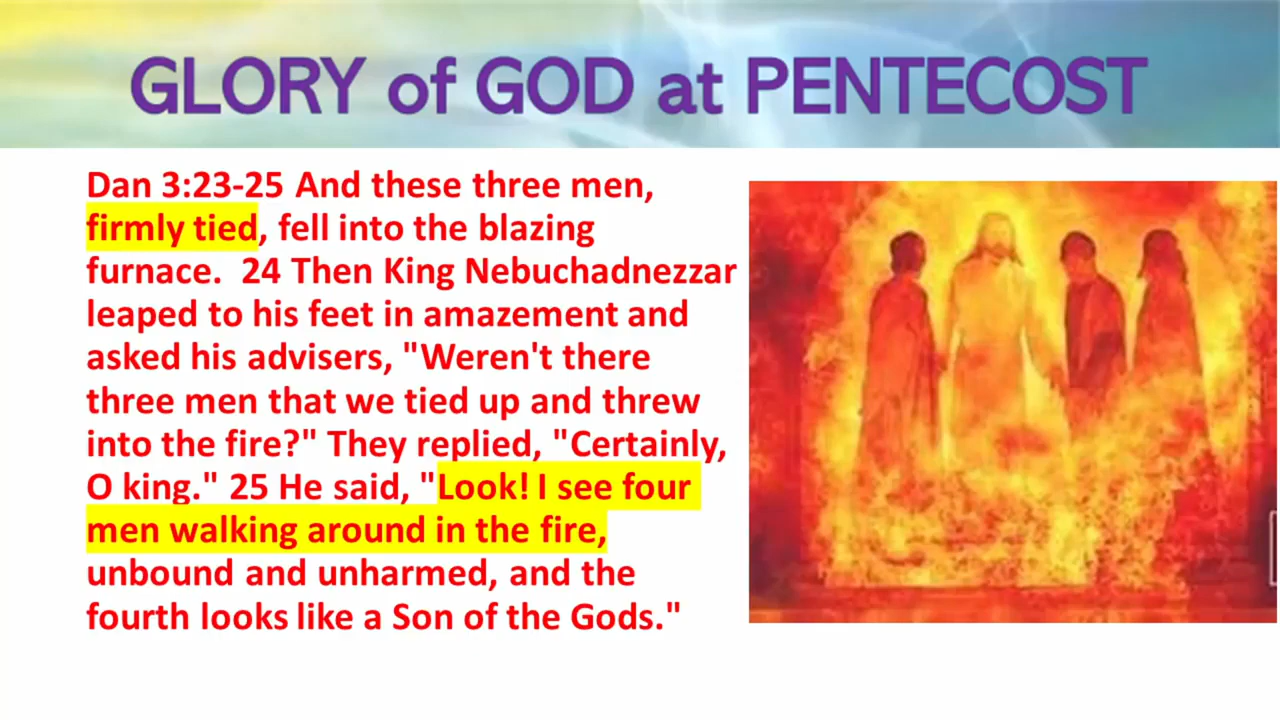 GLORY of GOD at PENTECOST
Dan 3:23-25 And these three men,
firmly tied, fell into the blazing
furnace.  24 Then King Nebuchadnezzar
leaped to his feet in amazement and
asked his advisers, "Weren't there
three men that we tied up and threw
into the fire?" They replied, "Certainly,
O king." 25 He said, "Look! I see four
men walking around in the fire,
unbound and unharmed, and the
fourth looks like a Son of the Gods."